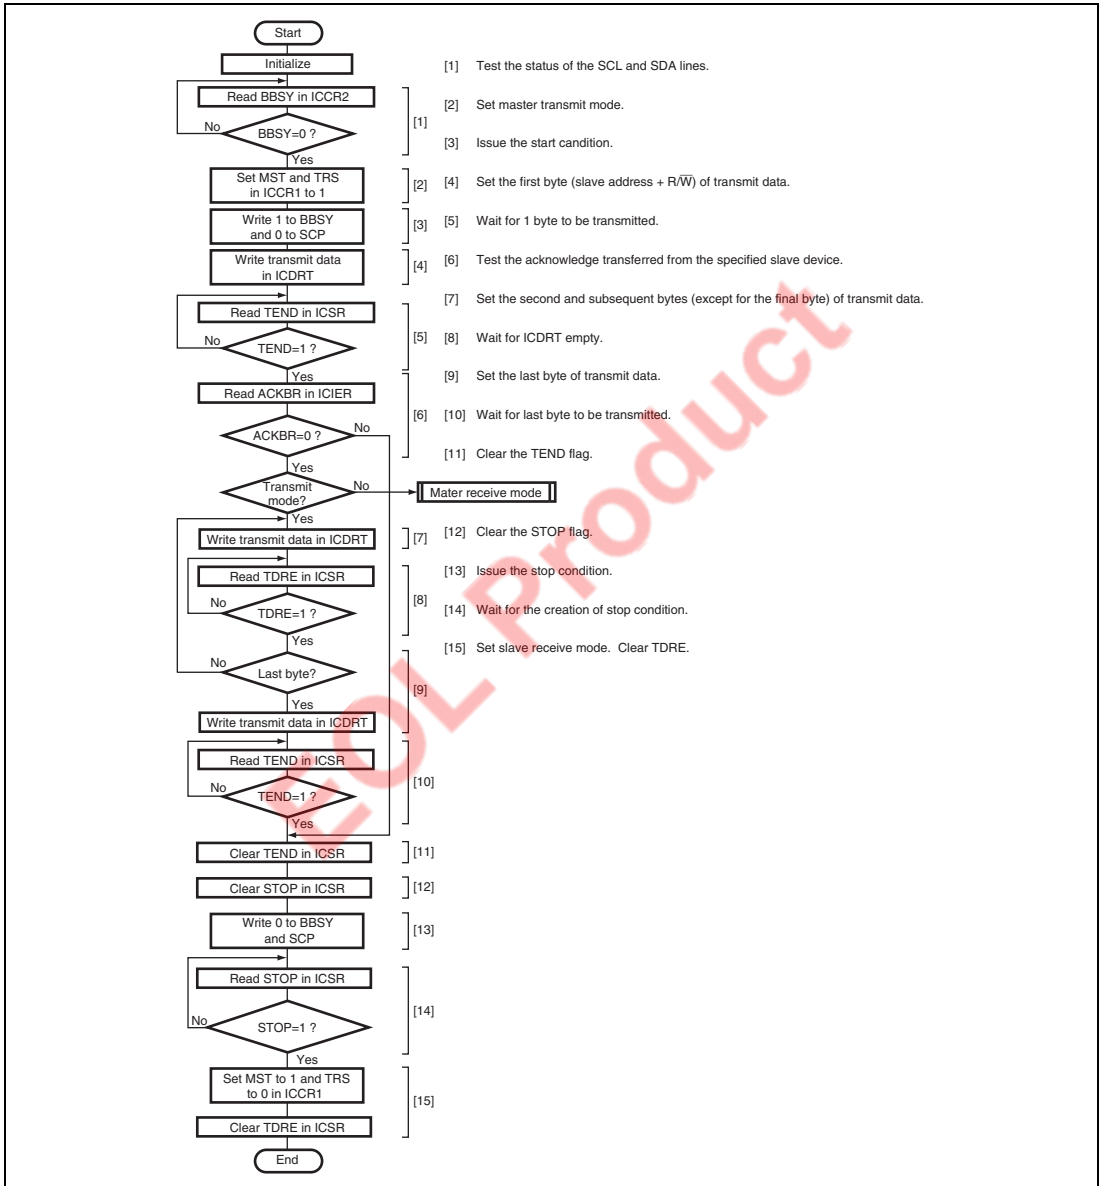 Start
Initialize
Read BBSY in ICCR2
No
BBSY=0 ?
[1]
Yes
Set MST and TRS
in ICCR1 to 1
[2]
Write 1 to BBSY
and 0 to SCP
[3]
Write transmit data
in ICDRT
[4]
Read TEND in ICSR
No
TEND=1 ?
[5]
Yes
Read ACKBR in ICIER
[6]
ACKBR=0 ?
No
Yes
Transmit
mode?
No
Mater receive mode
Yes
Write transmit data in ICDRT
[7]
Read TDRE in ICSR
No
TDRE=1 ?
[8]
Yes
No
Last byte?
[9]
Yes
Write transmit data in ICDRT
Read TEND in ICSR
No
TEND=1 ?
[10]
Yes
Clear TEND in ICSR
[11]
Clear STOP in ICSR
[12]
Write 0 to BBSY
and SCP
[13]
Read STOP in ICSR
No
STOP=1 ?
[14]
Yes
Set MST to 1 and TRS
to 0 in ICCR1
[15]
Clear TDRE in ICSR
End
[1] Test the status of the SCL and SDA lines.
[2] Set master transmit mode.
[3] Issue the start candition.
[4] Set the first byte (slave address + R/W̅) of transmit data.
[5] Wait for 1 byte to be transmitted.
[6] Test the acknowledge transferred from the specified slave device.
[7] Set the second and subsequent bytes (except for the final byte) of transmit data.
[8] Wait for ICDRT empty.
[9] Set the last byte of transmit data.
[10] Wait for last byte to be transmitted.
[11] Clear the TEND flag.
[12] Clear the STOP flag.
[13] Issue the stop condition.
[14] Wait for the creation of stop condition.
[15] Set slave receive mode. Clear TDRE.
EOL Product